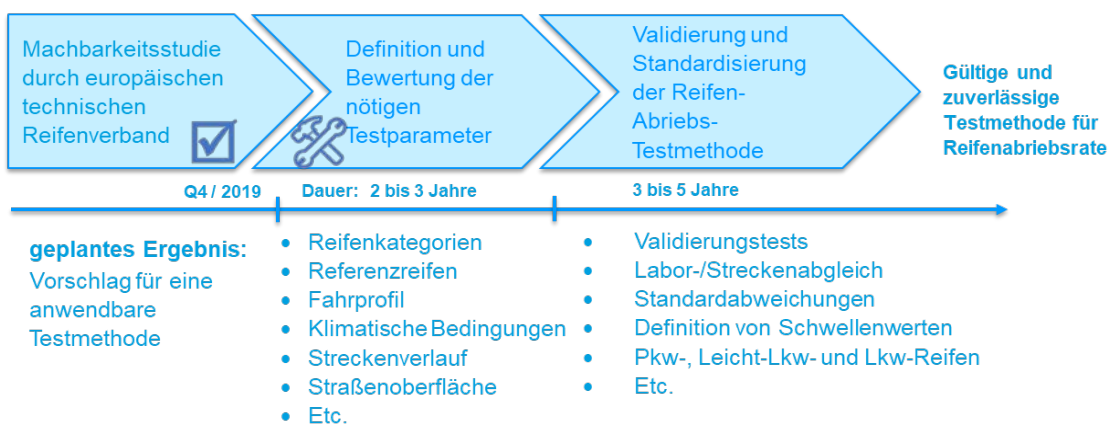 Machbarkeitsstudie
durch europäischen
technischen
Reifenverband
Definition und
Bewertung der
nötigen
Testparameter
Validierung und
Standardisierung
der Reifen-
Abriebs-
Testmethode
Gültige und
zuverlässige
Testmethode für
Reifenabriebsrate
Q4 / 2019
Dauer: 2 bis 3 Jahre
3 bis 5 Jahre
geplantes Ergebnis:
Vorschlag für eine
anwendbare
Testmethode
• Reifenkategorien
• Referenzreifen
• Fahrprofil
• Klimatische Bedingungen
• Streckenverlauf
• Straßenoberfläche
• Etc.
• Validierungstests
• Labor-/Streckenabgleich
• Standardabweichungen
• Definition von Schwellenwerten
• Pkw-, Leicht-Lkw- und Lkw-Reifen
• Etc.